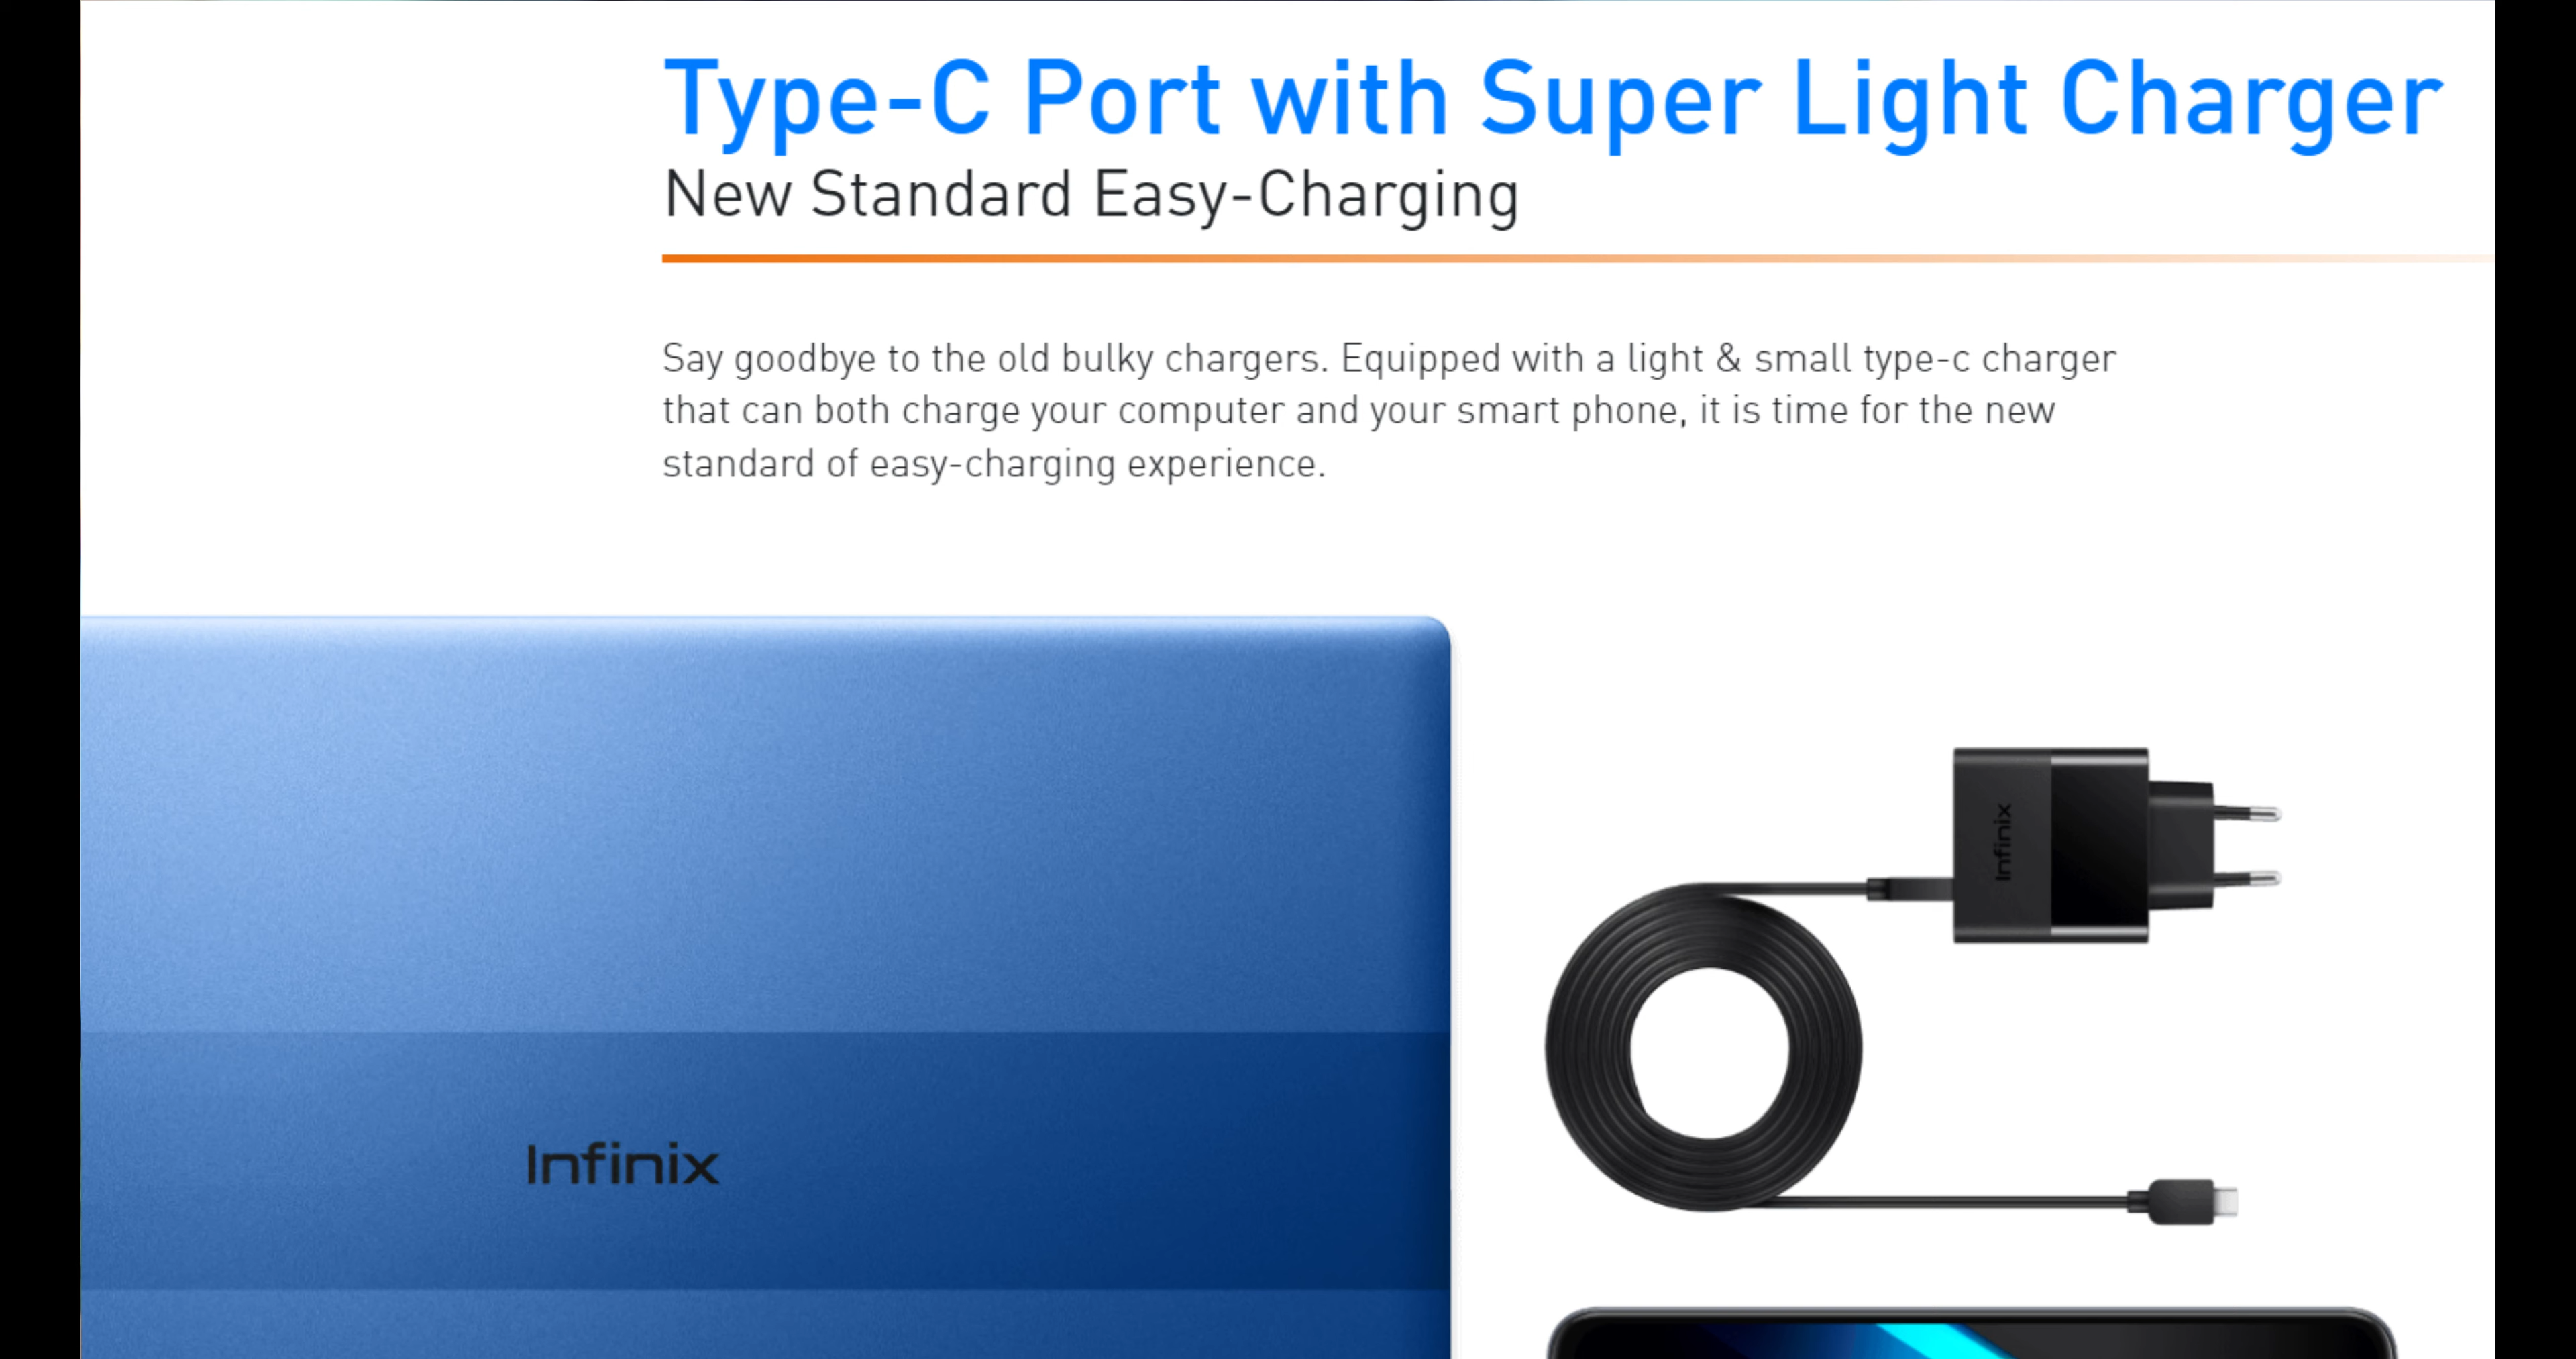 Type-C Port with Super Light Charger
New Standard Easy-Charging
Say goodbye to the old bulky chargers. Equipped with a light & small type-c charger
that can both charge your computer and your smart phone, it is time for the new
standard of easy-charging experience.
Infinix
Infinix